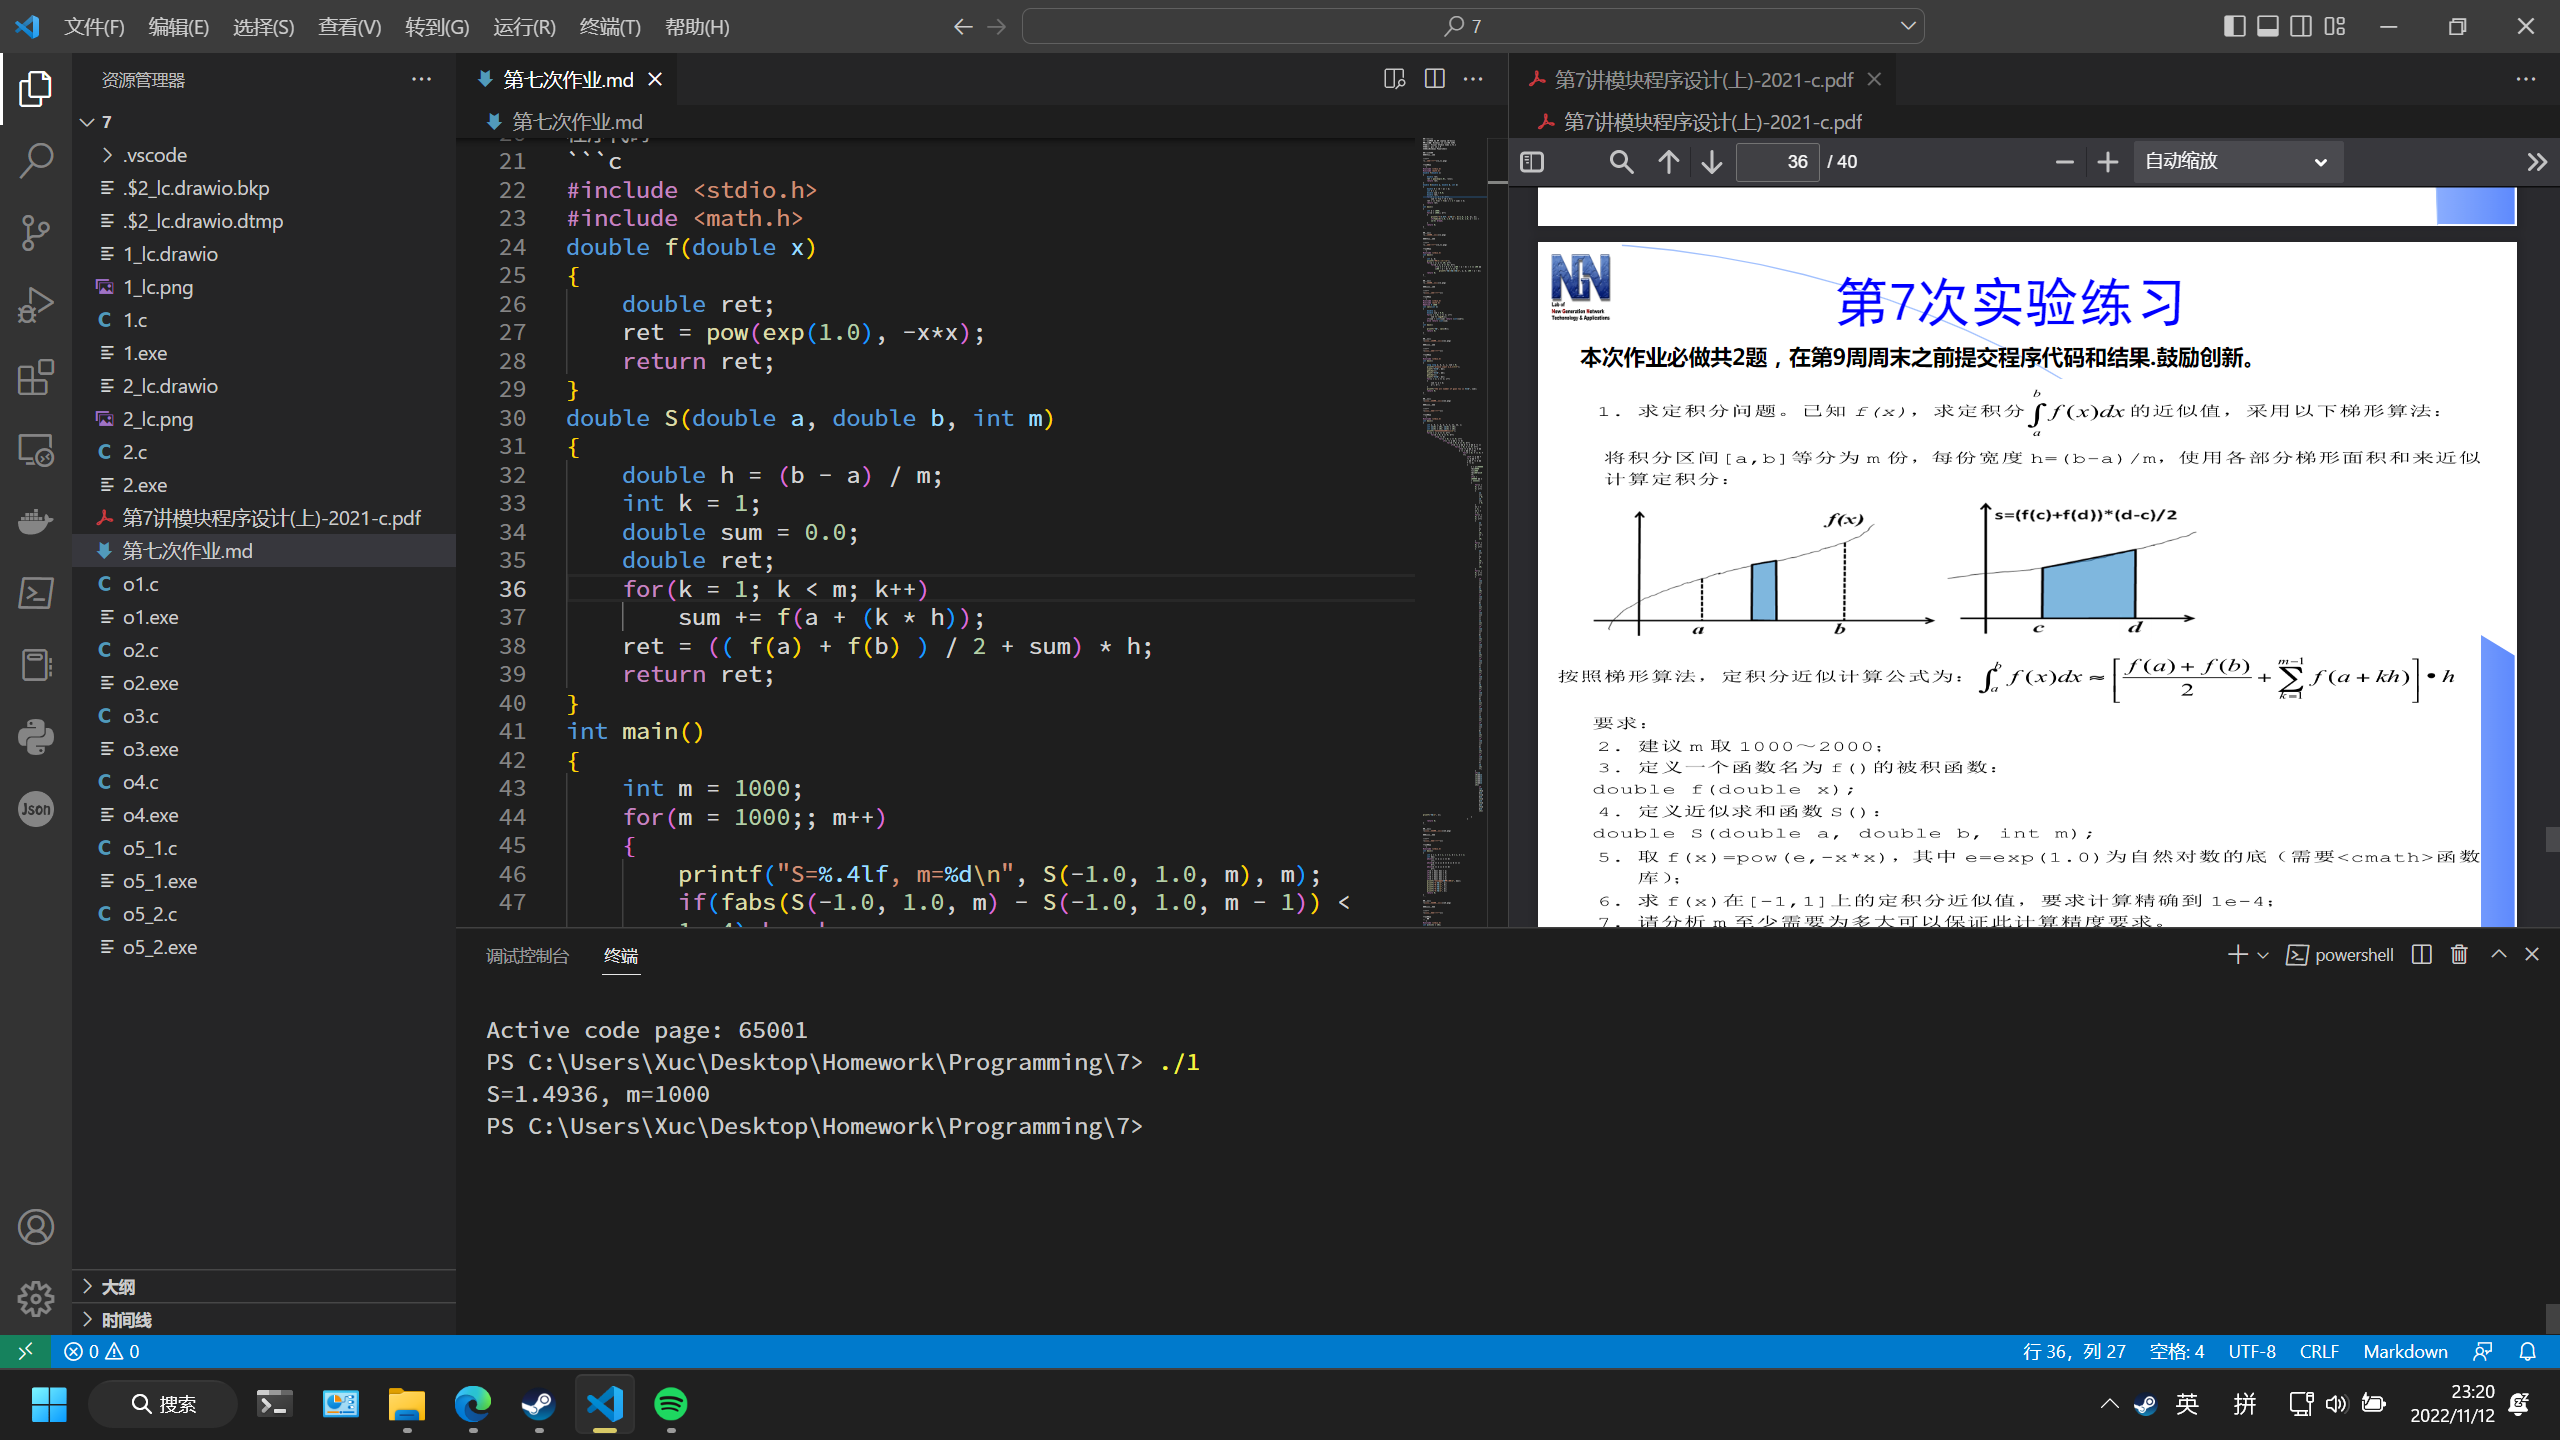 文件(F) 编辑(E) 选择(S) 查看(V) 转到(G) 运行(R) 终端(T) 帮助(H)
7
资源管理器
7
.vscode
.$2_lc.drawio.bkp
.$2_lc.drawio.dtmp
1_lc.drawio
1_lc.png
1.c
1.exe
2_lc.drawio
2_lc.png
2.c
2.exe
第7讲模块程序设计(上)-2021-c.pdf
第七次作业.md
o1.c
o1.exe
o2.c
o2.exe
o3.c
o3.exe
o4.c
o4.exe
o5_1.c
o5_1.exe
o5_2.c
o5_2.exe
大纲
时间线
Json
第七次作业.md
第七次作业.md
21 ```c
22 #include <stdio.h>
23 #include <math.h>
24 double f(double x)
25 {
26 double ret;
27 ret = pow(exp(1.0), -x*x);
28 return ret;
29 }
30 double S(double a, double b, int m)
31 {
32 double h = (b - a) / m;
33 int k = 1;
34 double sum = 0.0;
35 double ret;
36 for(k = 1; k < m; k++)
37 sum += f(a + (k * h));
38 ret = (( f(a) + f(b) ) / 2 + sum) * h;
39 return ret;
40 }
41 int main()
42 {
43 int m = 1000;
44 for(m = 1000;; m++)
45 {
46 printf("S=%.4lf, m=%d\n", S(-1.0, 1.0, m), m);
47 if(fabs(S(-1.0, 1.0, m) - S(-1.0, 1.0, m - 1)) <
第7讲模块程序设计(上)-2021-c.pdf
第7讲模块程序设计(上)-2021-c.pdf
36 / 40
自动缩放
Lab of
New Generation Network
Techonology & Applications
第7次实验练习
本次作业必做共2题，在第9周周末之前提交程序代码和结果.鼓励创新。
1. 求定积分问题。已知 f(x), 求定积分 ∫_a^b f(x)dx 的近似值, 采用以下梯形算法:
将积分区间[a,b]等分为m份, 每份宽度h=(b-a)/m, 使用各部分梯形面积和来近似
计算定积分:
f(x)
a
b
s=(f(c)+f(d))*(d-c)/2
c
d
按照梯形算法, 定积分近似计算公式为: ∫_a^b f(x)dx ≈ [ (f(a)+f(b))/2 + ∑_{k=1}^{m-1} f(a+kh) ] • h
要求:
2. 建议m取1000～2000;
3. 定义一个函数名为f()的被积函数:
double f(double x);
4. 定义近似求和函数S():
double S(double a, double b, int m);
5. 取f(x)=pow(e,-x*x), 其中e=exp(1.0)为自然对数的底（需要<cmath>函数
库）;
6. 求f(x)在[-1,1]上的定积分近似值, 要求计算精确到1e-4;
7. 请分析m至少需要为多大可以保证此计算精度要求。
调试控制台 终端
powershell
Active code page: 65001
PS C:\Users\Xuc\Desktop\Homework\Programming\7> ./1
S=1.4936, m=1000
PS C:\Users\Xuc\Desktop\Homework\Programming\7>
0 0
行 36，列 27 空格: 4 UTF-8 CRLF Markdown
搜索
英 拼
23:20
2022/11/12